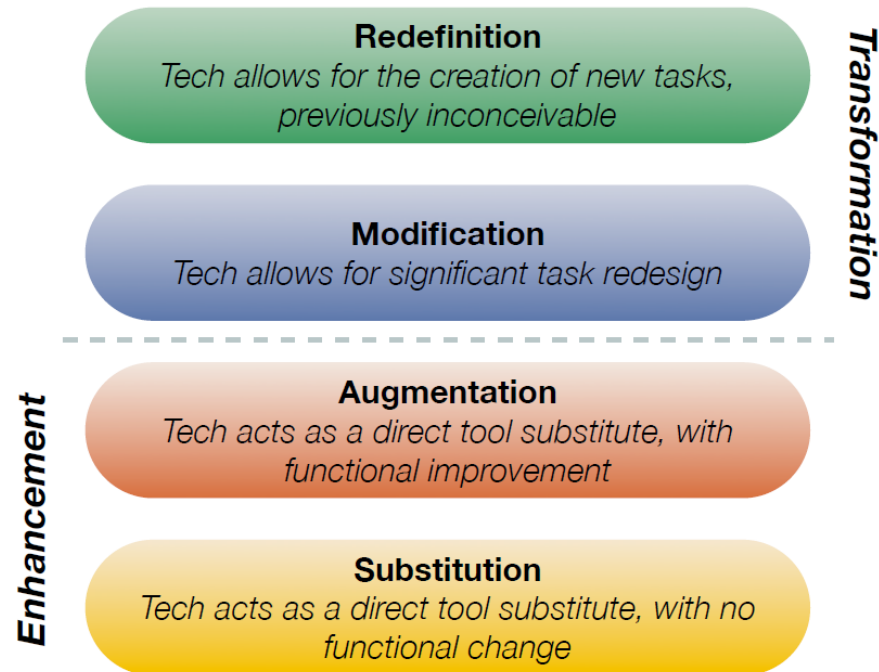 Redefinition
Tech allows for the creation of new tasks,
previously inconceivable
Transformation
Modification
Tech allows for significant task redesign
Augmentation
Tech acts as a direct tool substitute, with
functional improvement
Enhancement
Substitution
Tech acts as a direct tool substitute, with no
functional change